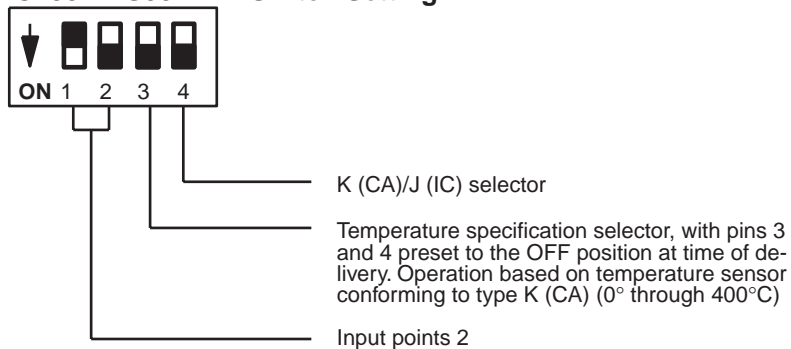 ON 1 2 3 4
K (CA)/J (IC) selector
Temperature specification selector, with pins 3
and 4 preset to the OFF position at time of de-
livery. Operation based on temperature sensor
conforming to type K (CA) (0° through 400°C)
Input points 2